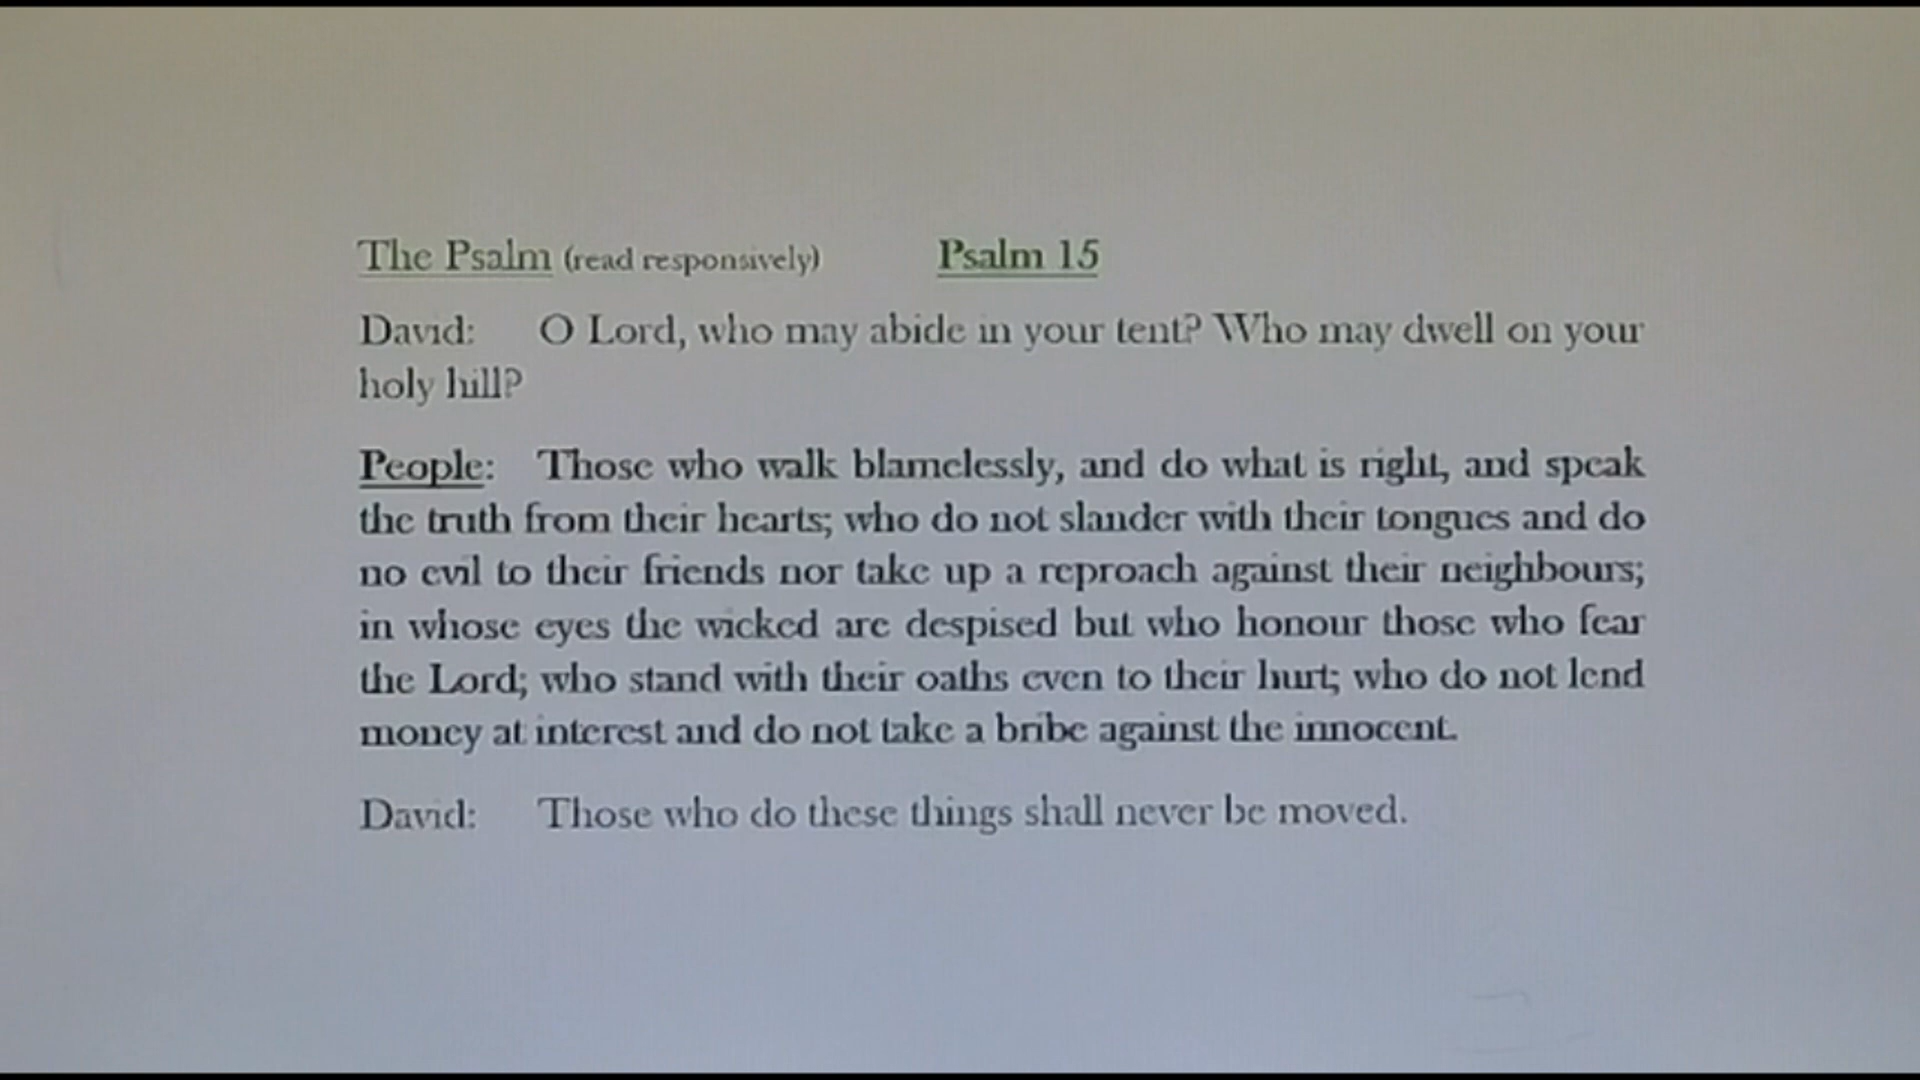 The Psalm (read responsively) Psalm 15
David: O Lord, who may abide in your tent? Who may dwell on your
holy hill?
People: Those who walk blamelessly, and do what is right, and speak
the truth from their hearts; who do not slander with their tongues and do
no evil to their friends nor take up a reproach against their neighbours;
in whose eyes the wicked are despised but who honour those who fear
the Lord; who stand with their oaths even to their hurt; who do not lend
money at interest and do not take a bribe against the innocent.
David: Those who do these things shall never be moved.